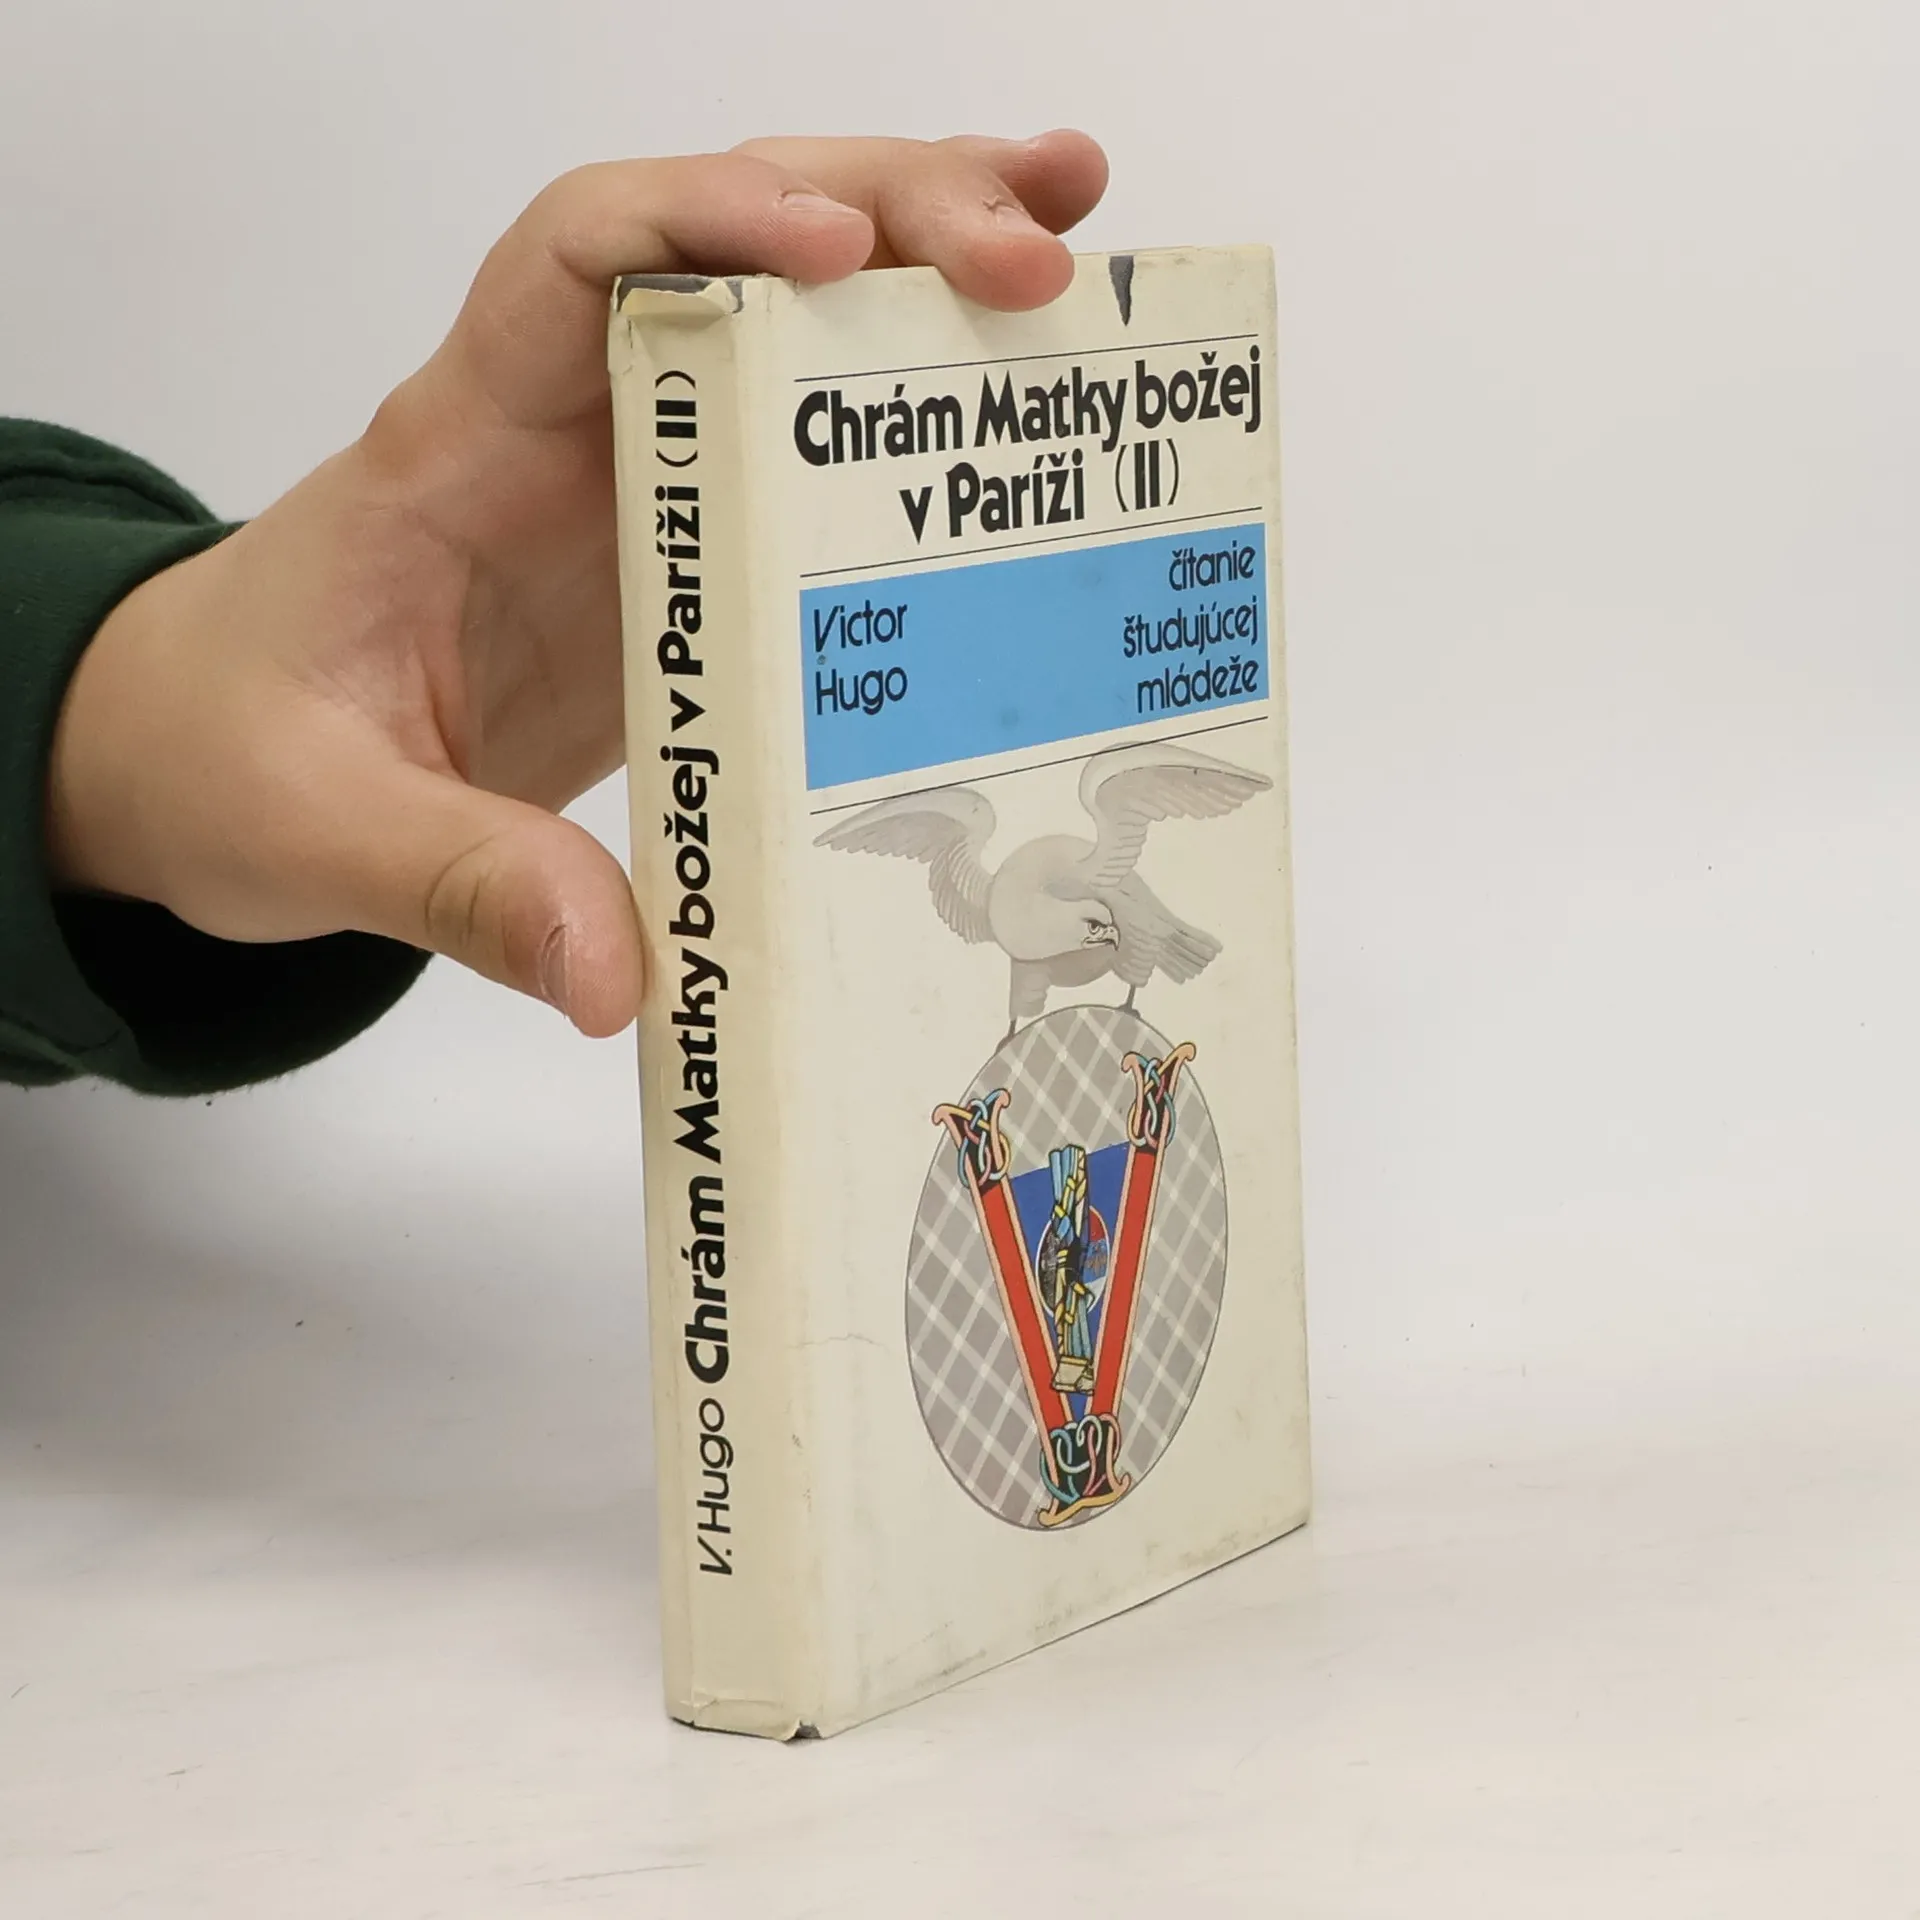 V. Hugo Chrám Matky božej v Paríži (II)
Chrám Matky božej
v Paríži (II)
Victor
Hugo
čítanie
študujúcej
mládeže
V